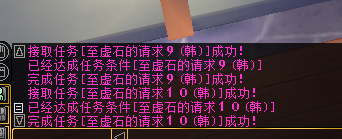 接取任务[至虚石的请求９(韩)]成功！
已经达成任务条件[至虚石的请求９(韩)]
完成任务[至虚石的请求９(韩)]成功！
接取任务[至虚石的请求１０(韩)]成功！
已经达成任务条件[至虚石的请求１０(韩)]
完成任务[至虚石的请求１０(韩)]成功！